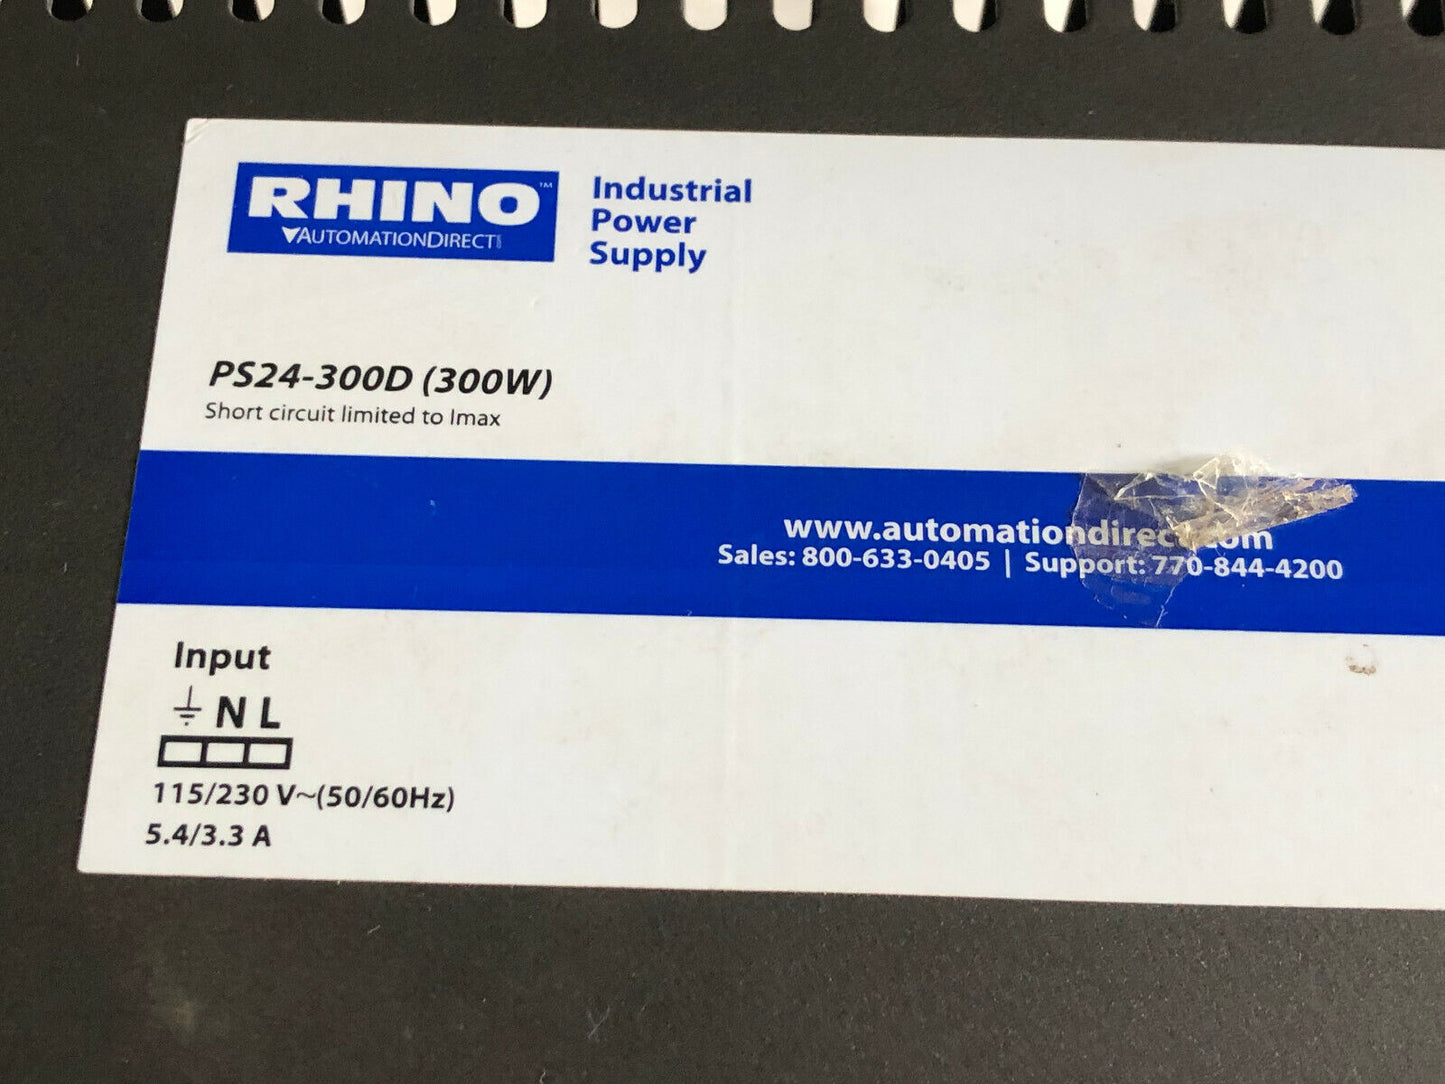 RHINO™
AUTOMATIONDIRECT
Industrial
Power
Supply
PS24-300D (300W)
Short circuit limited to Imax
www.automationdirect.com
Sales: 800-633-0405 | Support: 770-844-4200
Input
⏚ N L
115/230 V~(50/60Hz)
5.4/3.3 A